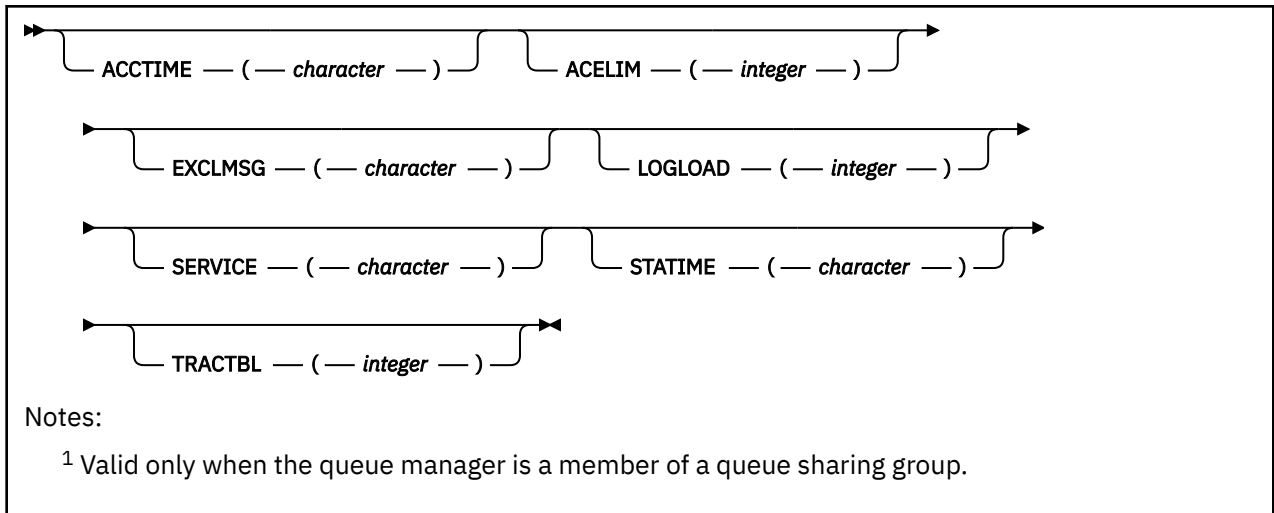 ACCTIME — ( — character — ) ACELIM — ( — integer — )
EXCLMSG — ( — character — ) LOGLOAD — ( — integer — )
SERVICE — ( — character — ) STATIME — ( — character — )
TRACTBL — ( — integer — )
Notes:
1 Valid only when the queue manager is a member of a queue sharing group.